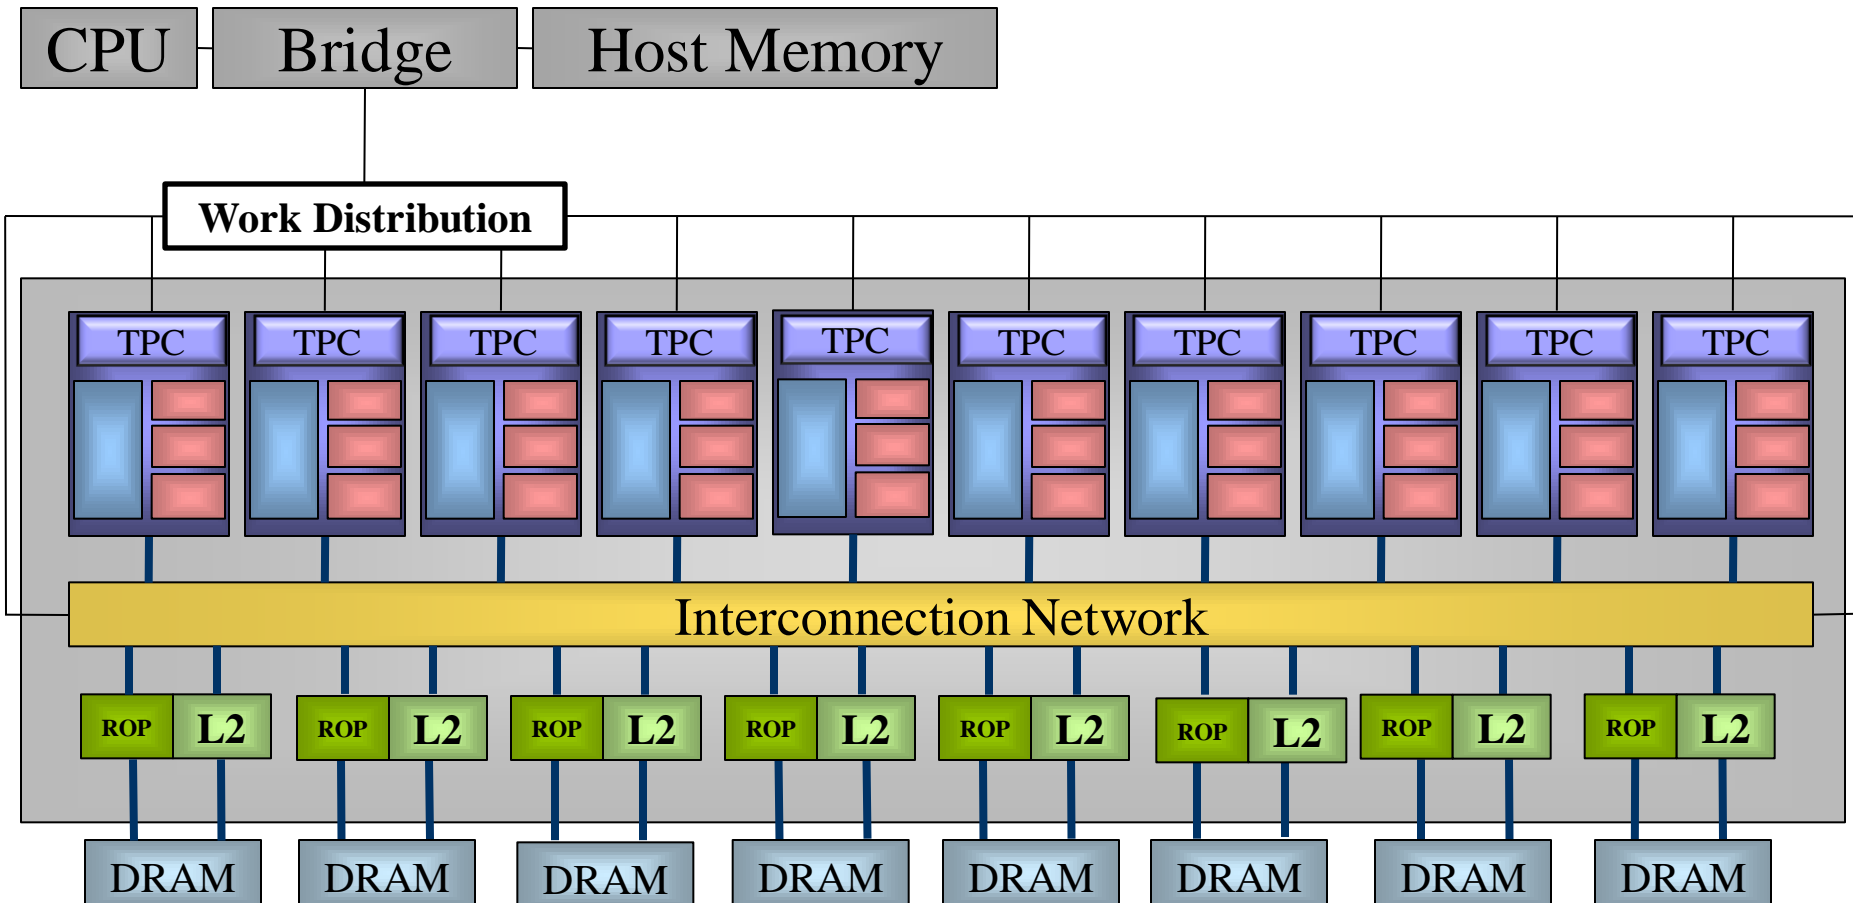 CPU Bridge Host Memory
Work Distribution
TPC TPC TPC TPC TPC TPC TPC TPC TPC TPC
Interconnection Network
ROP L2 ROP L2 ROP L2 ROP L2 ROP L2 ROP L2 ROP L2 ROP L2
DRAM DRAM DRAM DRAM DRAM DRAM DRAM DRAM